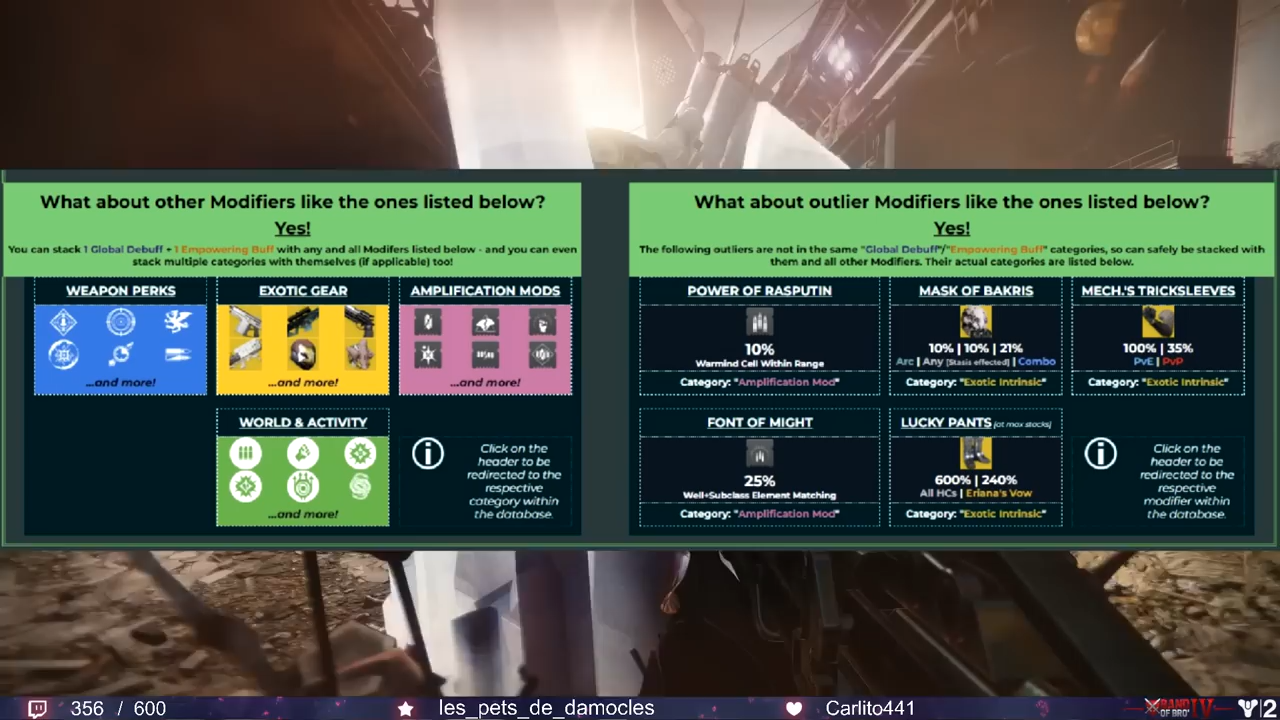 What about other Modifiers like the ones listed below?
Yes!
You can stack 1 Global Debuff + 1 Empowering Buff with any and all Modifers listed below - and you can even
stack multiple categories with themselves (if applicable) too!
WEAPON PERKS
...and more!
EXOTIC GEAR
...and more!
AMPLIFICATION MODS
...and more!
WORLD & ACTIVITY
...and more!
Click on the
header to be
redirected to the
respective
category within
the database.
What about outlier Modifiers like the ones listed below?
Yes!
The following outliers are not in the same "Global Debuff"/"Empowering Buff" categories, so can safely be stacked with
them and all other Modifiers. Their actual categories are listed below.
POWER OF RASPUTIN
10%
Warmind Cell Within Range
Category: "Amplification Mod"
MASK OF BAKRIS
10% | 10% | 21%
Arc | Any [Stasis effected] | Combo
Category: "Exotic Intrinsic"
MECH.'S TRICKSLEEVES
100% | 35%
PvE | PvP
Category: "Exotic Intrinsic"
FONT OF MIGHT
25%
Well+Subclass Element Matching
Category: "Amplification Mod"
LUCKY PANTS [at max stacks]
600% | 240%
All HCs | Eriana's Vow
Category: "Exotic Intrinsic"
Click on the
header to be
redirected to the
respective
modifier within
the database.
356 / 600
les_pets_de_damocles
Carlito441
BAND IV
OF BRO'
2